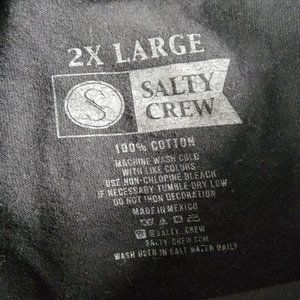 2X LARGE
S
SALTY
CREW
100% COTTON
MACHINE WASH COLD
WITH LIKE COLORS
USE NON-CHLORINE BLEACH
IF NECESSARY TUMBLE DRY LOW
DO NOT IRON DECORATION
MADE IN MEXICO
@SALTY_CREW
SALTY-CREW.COM
WASH USER IN SALT WATER DAILY